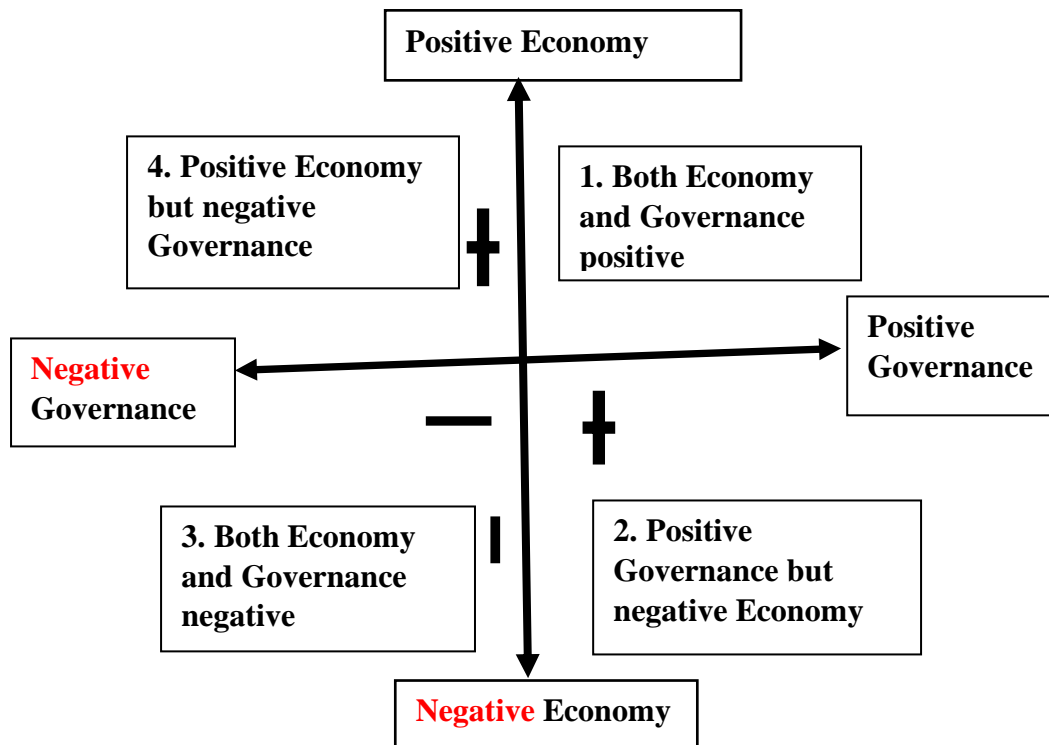 Positive Economy
4. Positive Economy
but negative
Governance
1. Both Economy
and Governance
positive
Positive
Governance
Negative
Governance
3. Both Economy
and Governance
negative
2. Positive
Governance but
negative Economy
Negative Economy